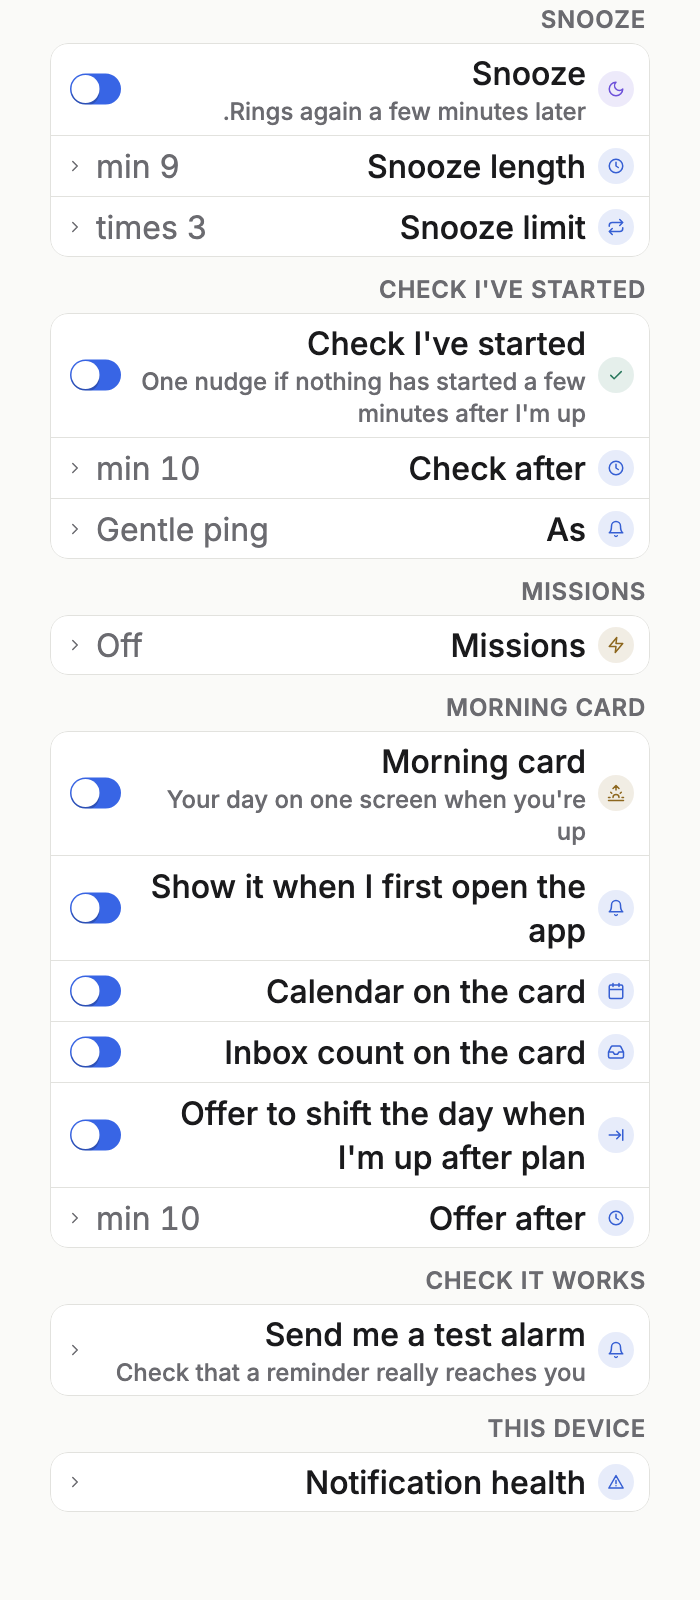 SNOOZE
Snooze
.Rings again a few minutes later
Snooze length
min 9
Snooze limit
times 3
CHECK I'VE STARTED
Check I've started
One nudge if nothing has started a few
minutes after I'm up
Check after
min 10
As
Gentle ping
MISSIONS
Missions
Off
MORNING CARD
Morning card
Your day on one screen when you're
up
Show it when I first open the
app
Calendar on the card
Inbox count on the card
Offer to shift the day when
I'm up after plan
Offer after
min 10
CHECK IT WORKS
Send me a test alarm
Check that a reminder really reaches you
THIS DEVICE
Notification health